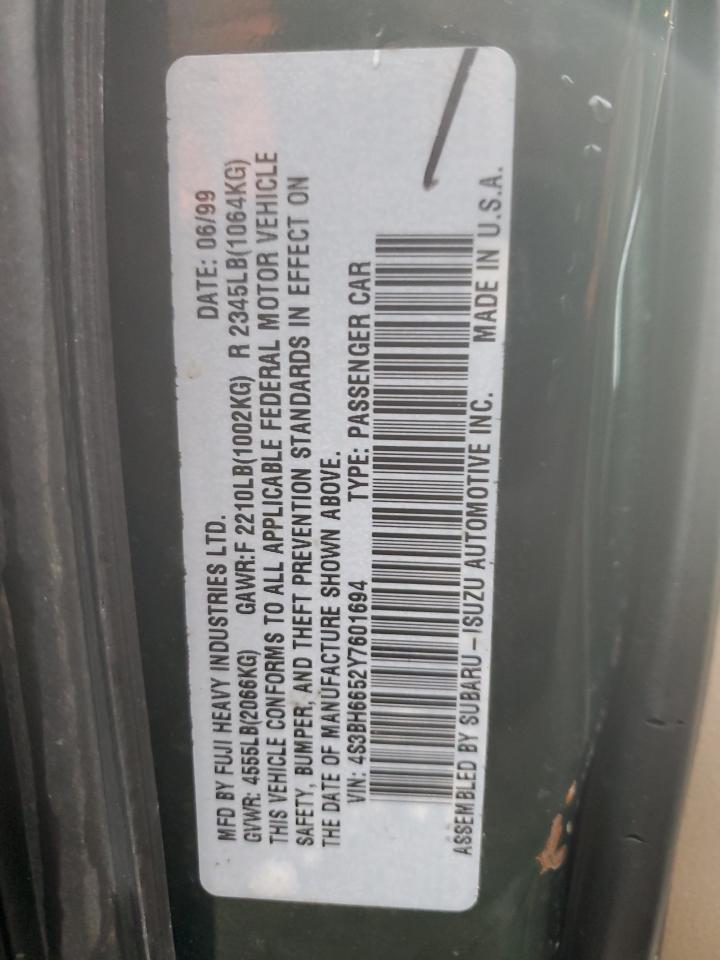 MFD BY FUJI HEAVY INDUSTRIES LTD. DATE: 06/99
GVWR: 4555LB(2066KG) GAWR:F 2210LB(1002KG) R 2345LB(1064KG)
THIS VEHICLE CONFORMS TO ALL APPLICABLE FEDERAL MOTOR VEHICLE
SAFETY, BUMPER, AND THEFT PREVENTION STANDARDS IN EFFECT ON
THE DATE OF MANUFACTURE SHOWN ABOVE.
VIN: 4S3BH6652Y7601694 TYPE: PASSENGER CAR
ASSEMBLED BY SUBARU-ISUZU AUTOMOTIVE INC. MADE IN U.S.A.